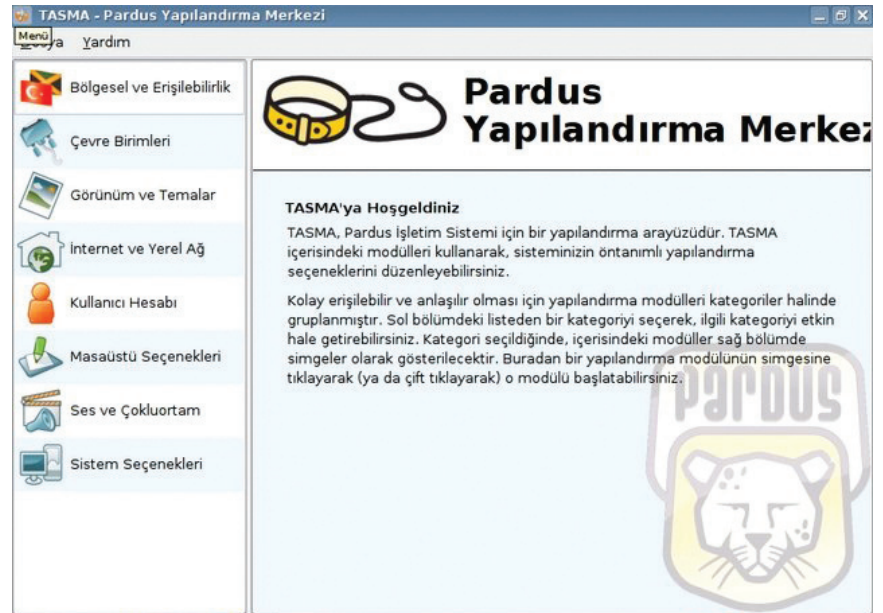 TASMA - Pardus Yapılandırma Merkezi
Menü
Yardım
Bölgesel ve Erişilebilirlik
Çevre Birimleri
Görünüm ve Temalar
İnternet ve Yerel Ağ
Kullanıcı Hesabı
Masaüstü Seçenekleri
Ses ve Çokluortam
Sistem Seçenekleri
Pardus
Yapılandırma Merkez
TASMA'ya Hoşgeldiniz
TASMA, Pardus İşletim Sistemi için bir yapılandırma arayüzüdür. TASMA
içerisindeki modülleri kullanarak, sisteminizin öntanımlı yapılandırma
seçeneklerini düzenleyebilirsiniz.
Kolay erişilebilir ve anlaşılır olması için yapılandırma modülleri kategoriler halinde
gruplanmıştır. Sol bölümdeki listeden bir kategoriyi seçerek, ilgili kategoriyi etkin
hale getirebilirsiniz. Kategori seçildiğinde, içerisindeki modüller sağ bölümde
simgeler olarak gösterilecektir. Buradan bir yapılandırma modülünün simgesine
tıklayarak (ya da çift tıklayarak) o modülü başlatabilirsiniz.
PARDUS